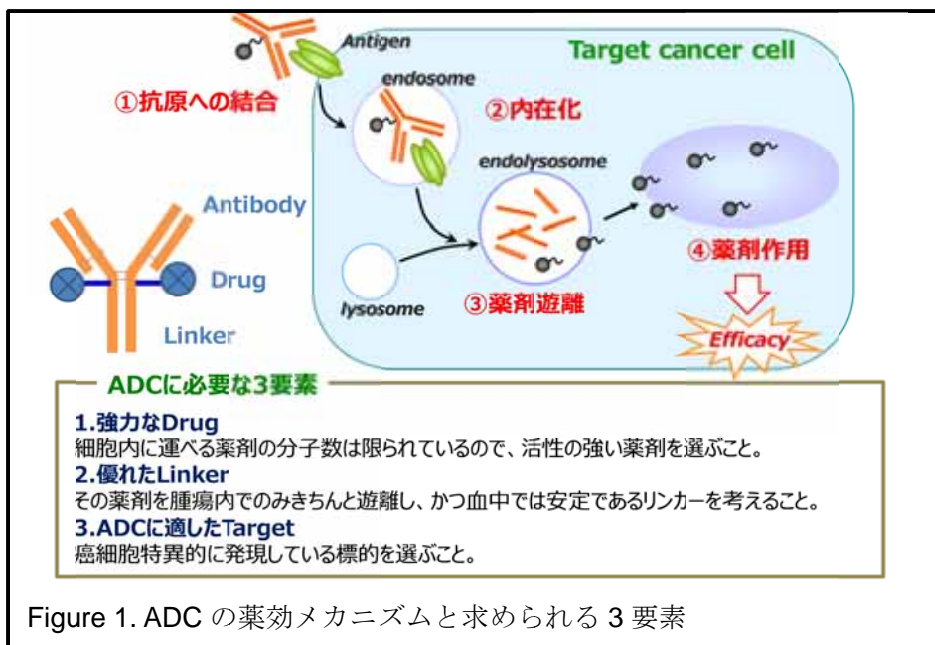 Antigen
Target cancer cell
endosome
①抗原への結合
②内在化
endolysosome
Antibody
Drug
④薬剤作用
lysosome
③薬剤遊離
Linker
Efficacy
ADCに必要な3要素
1.強力なDrug
細胞内に運べる薬剤の分子数は限られているので、活性の強い薬剤を選ぶこと。
2.優れたLinker
その薬剤を腫瘍内でのみきちんと遊離し、かつ血中では安定であるリンカーを考えること。
3.ADCに適したTarget
癌細胞特異的に発現している標的を選ぶこと。
Figure 1. ADC の薬効メカニズムと求められる 3 要素